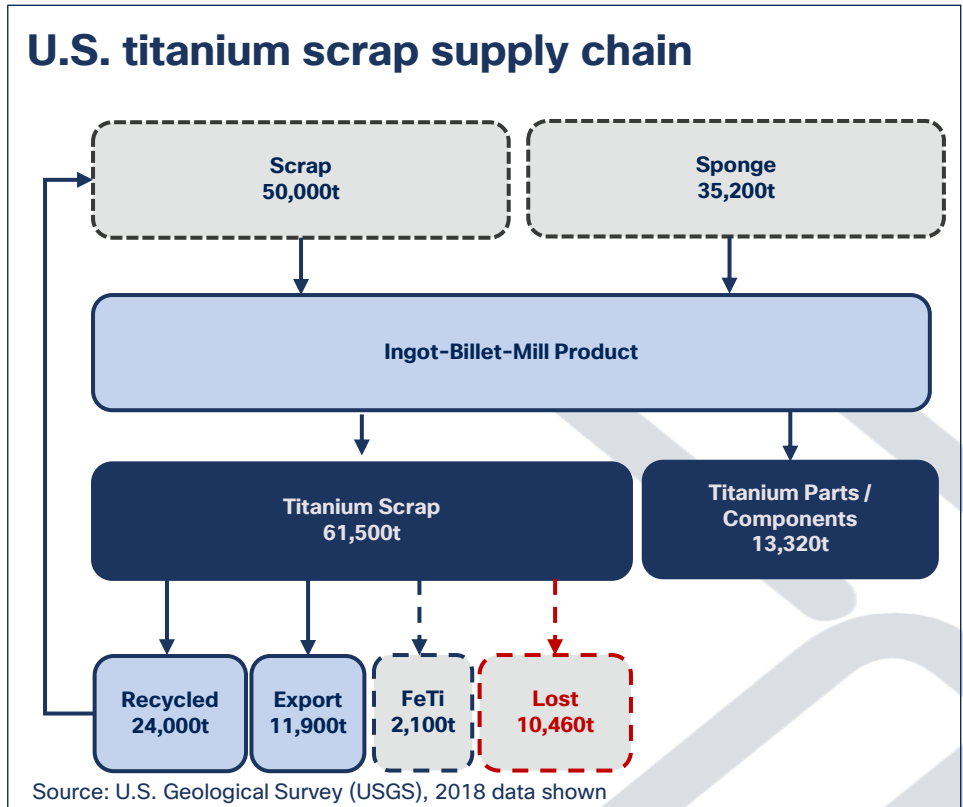 U.S. titanium scrap supply chain
Scrap
50,000t
Sponge
35,200t
Ingot-Billet-Mill Product
Titanium Scrap
61,500t
Titanium Parts /
Components
13,320t
Recycled
24,000t
Export
11,900t
FeTi
2,100t
Lost
10,460t
Source: U.S. Geological Survey (USGS), 2018 data shown